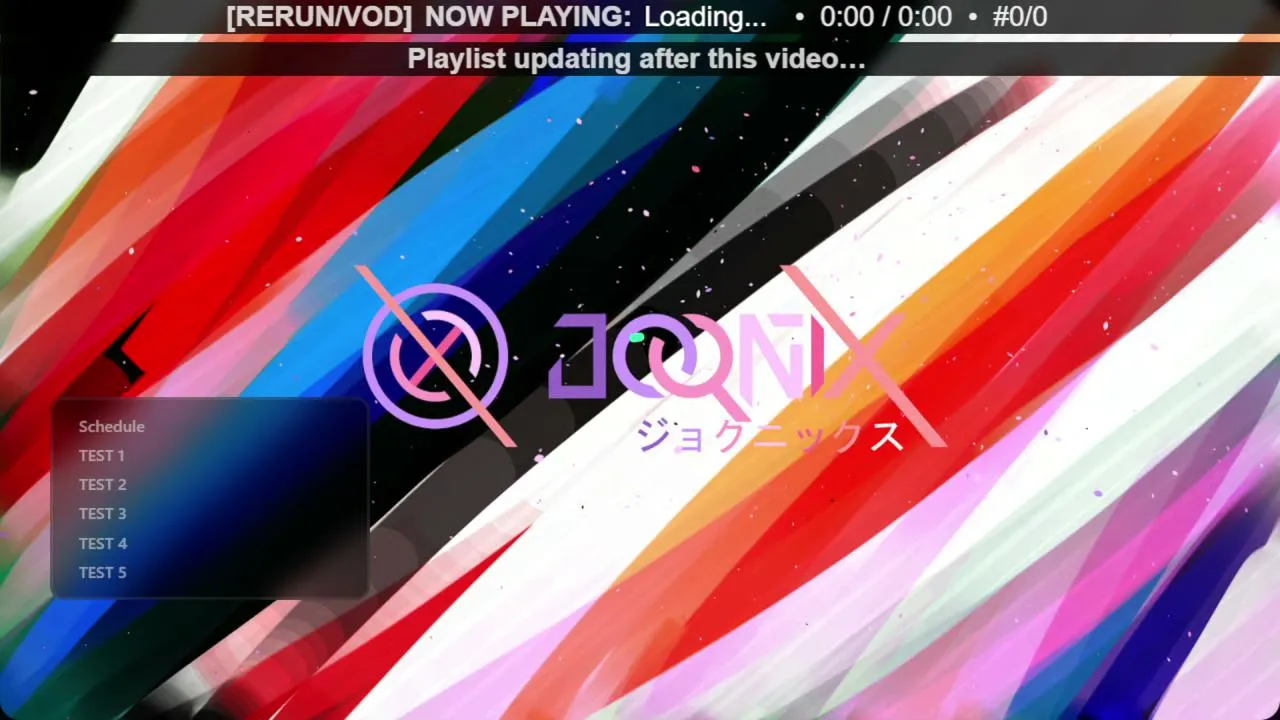 [RERUN/VOD] NOW PLAYING: Loading... • 0:00 / 0:00 • #0/0
Playlist updating after this video...
JOQNIX
ジョクニックス
Schedule
TEST 1
TEST 2
TEST 3
TEST 4
TEST 5